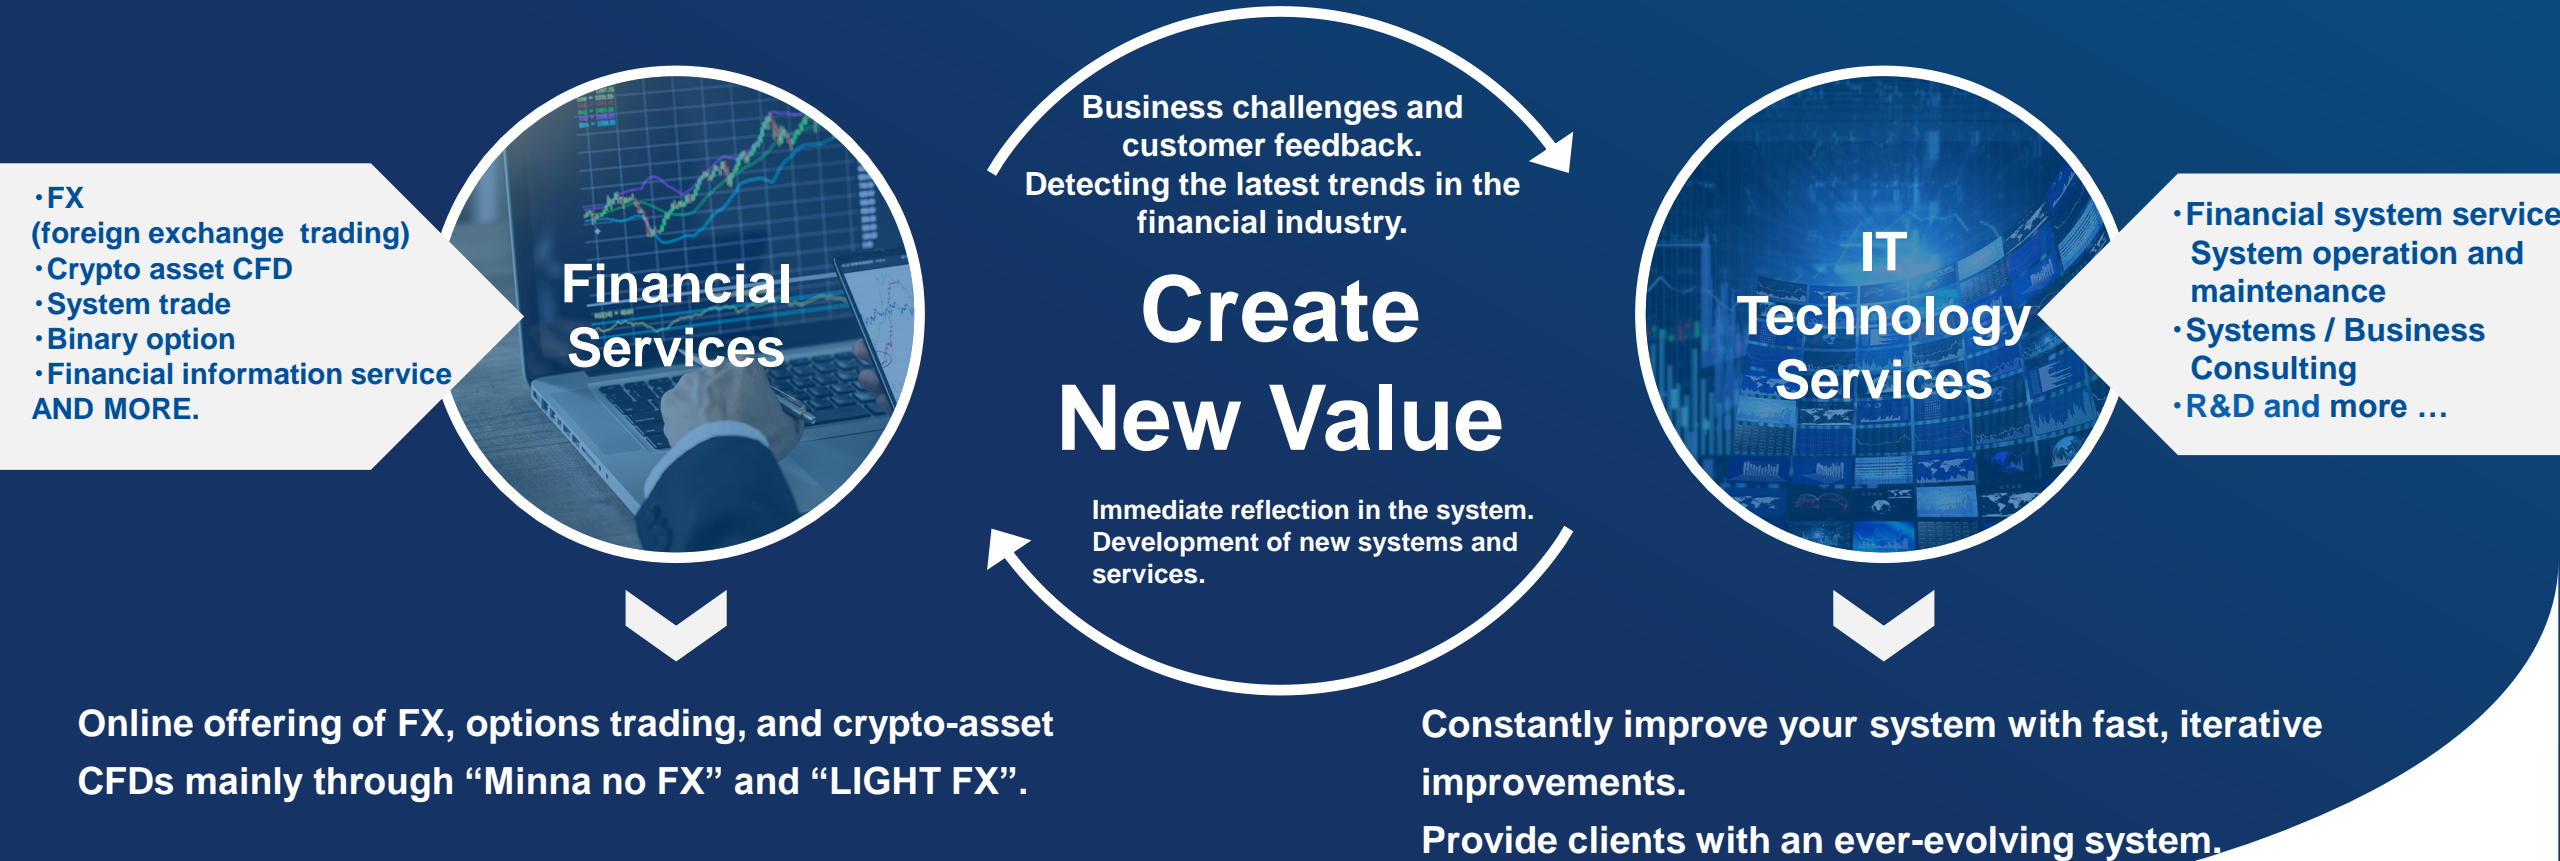 ・FX
(foreign exchange  trading)
・Crypto asset CFD
・System trade
・Binary option
・Financial information service
AND MORE.
Financial
Services
Business challenges and
customer feedback.
Detecting the latest trends in the
financial industry.
Create
New Value
Immediate reflection in the system.
Development of new systems and
services.
IT
Technology
Services
・Financial system service
System operation and
maintenance
・Systems / Business
Consulting
・R&D and more …
Online offering of FX, options trading, and crypto-asset
CFDs mainly through “Minna no FX” and “LIGHT FX”.
Constantly improve your system with fast, iterative
improvements.
Provide clients with an ever-evolving system.